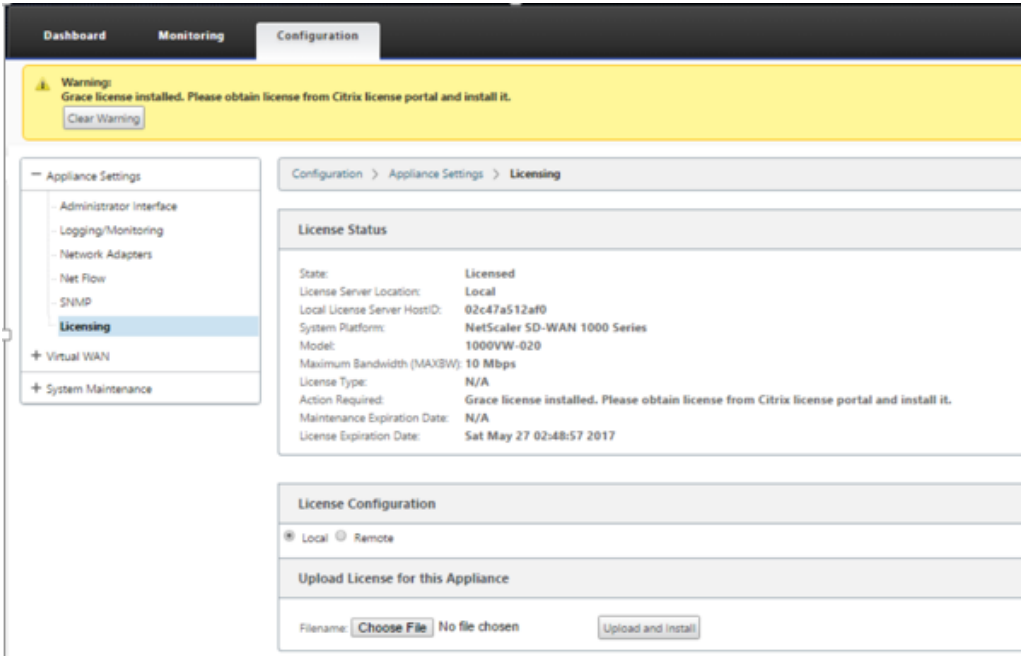 Dashboard Monitoring Configuration
Warning:
Grace license installed. Please obtain license from Citrix license portal and install it.
Clear Warning
Appliance Settings
Administrator Interface
Logging/Monitoring
Network Adapters
Net Flow
SNMP
Licensing
+ Virtual WAN
+ System Maintenance
Configuration > Appliance Settings > Licensing
License Status
State: Licensed
License Server Location: Local
Local License Server HostID: 02c47a512af0
System Platform: NetScaler SD-WAN 1000 Series
Model: 1000VW-020
Maximum Bandwidth (MAXBW): 10 Mbps
License Type: N/A
Action Required: Grace license installed. Please obtain license from Citrix license portal and install it.
Maintenance Expiration Date: N/A
License Expiration Date: Sat May 27 02:48:57 2017
License Configuration
Local Remote
Upload License for this Appliance
Filename: Choose File No file chosen Upload and Install